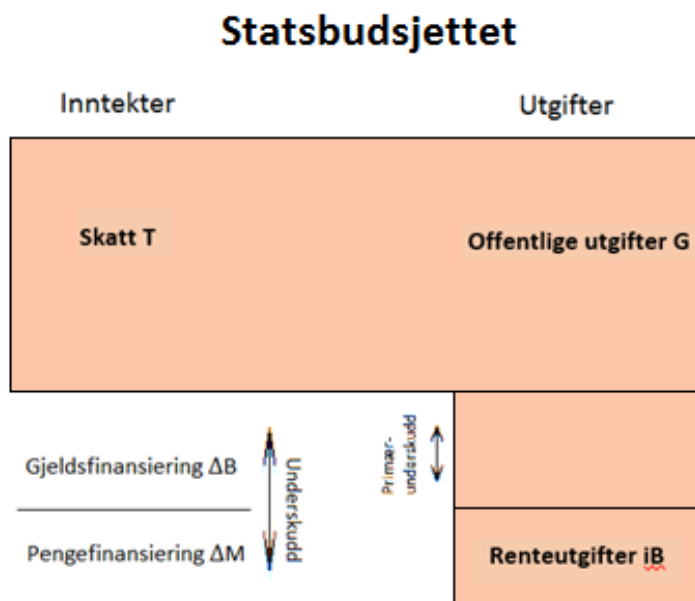 Statsbudsjettet
Inntekter
Utgifter
Skatt T
Offentlige utgifter G
Gjeldsfinansiering ΔB
Pengefinansiering ΔM
Underskudd
Primær-
underskudd
Renteutgifter iB